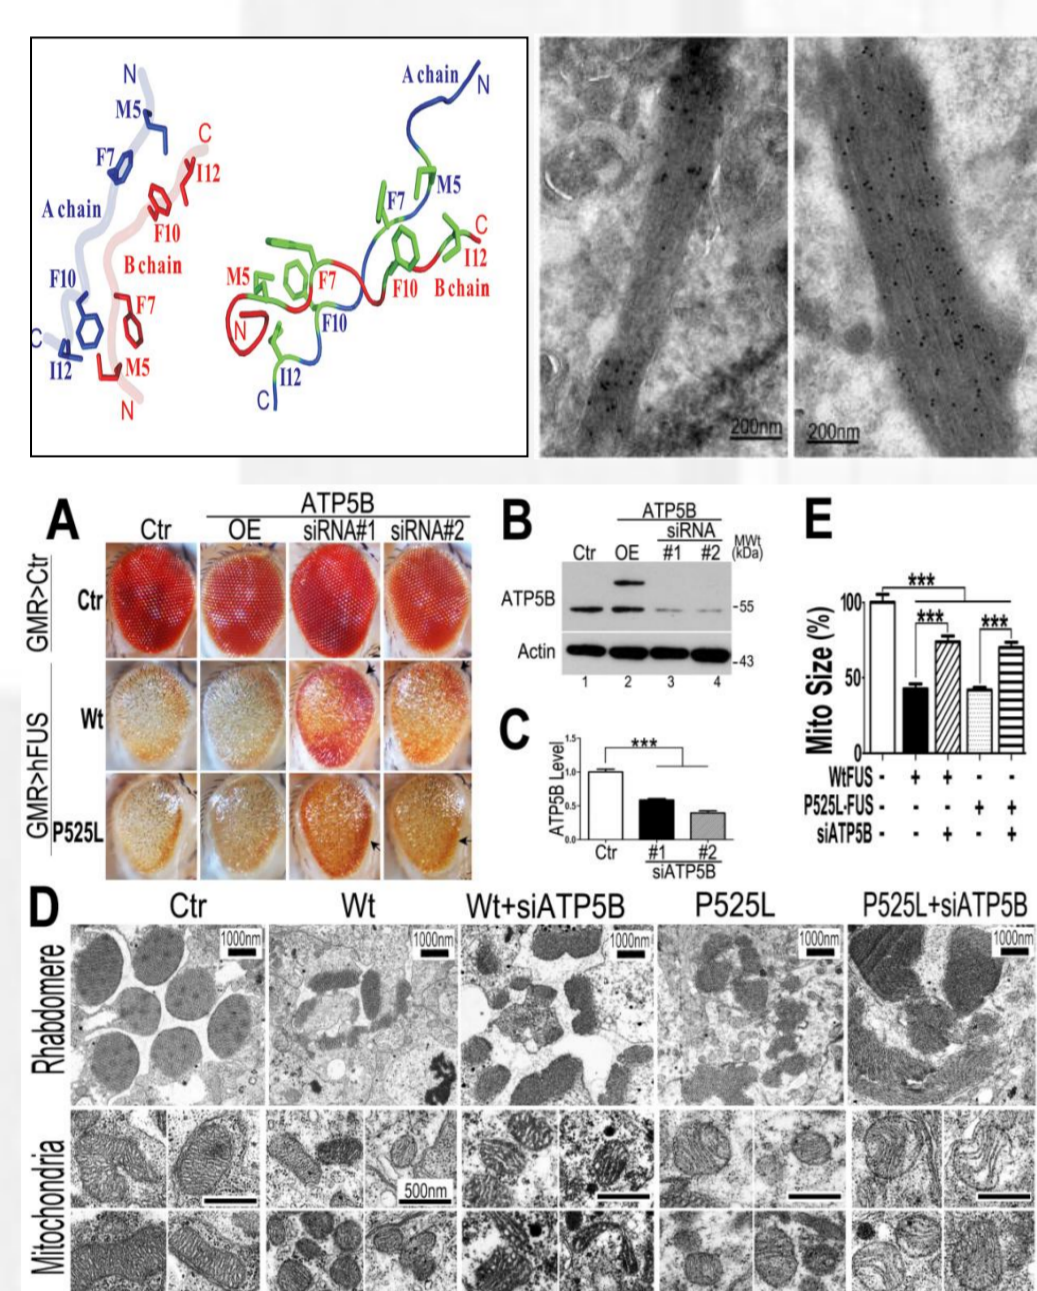 N
M5
F7
A chain
F10
C
I12
C
I12
F10
B chain
F7
M5
N
A chain
N
M5
F7
C
I12
B chain
F10
M5
F7
N
F10
I12
C
200nm
200nm
A
ATP5B
Ctr
OE
siRNA#1
siRNA#2
GMR>Ctr
Ctr
GMR>hFUS
Wt
P525L
B
ATP5B
siRNA
Ctr
OE
#1
#2
MWt
(kDa)
ATP5B
-55
Actin
-43
1 2 3 4
C
ATP5B Level
1.5
1.0
0.5
0.0
***
Ctr
#1
#2
siATP5B
E
Mito Size (%)
100
50
0
***
***
***
WtFUS - + + - -
P525L-FUS - - - + +
siATP5B - - + - +
D
Ctr
Wt
Wt+siATP5B
P525L
P525L+siATP5B
Rhabdomere
1000nm
1000nm
1000nm
1000nm
1000nm
Mitochondria
500nm